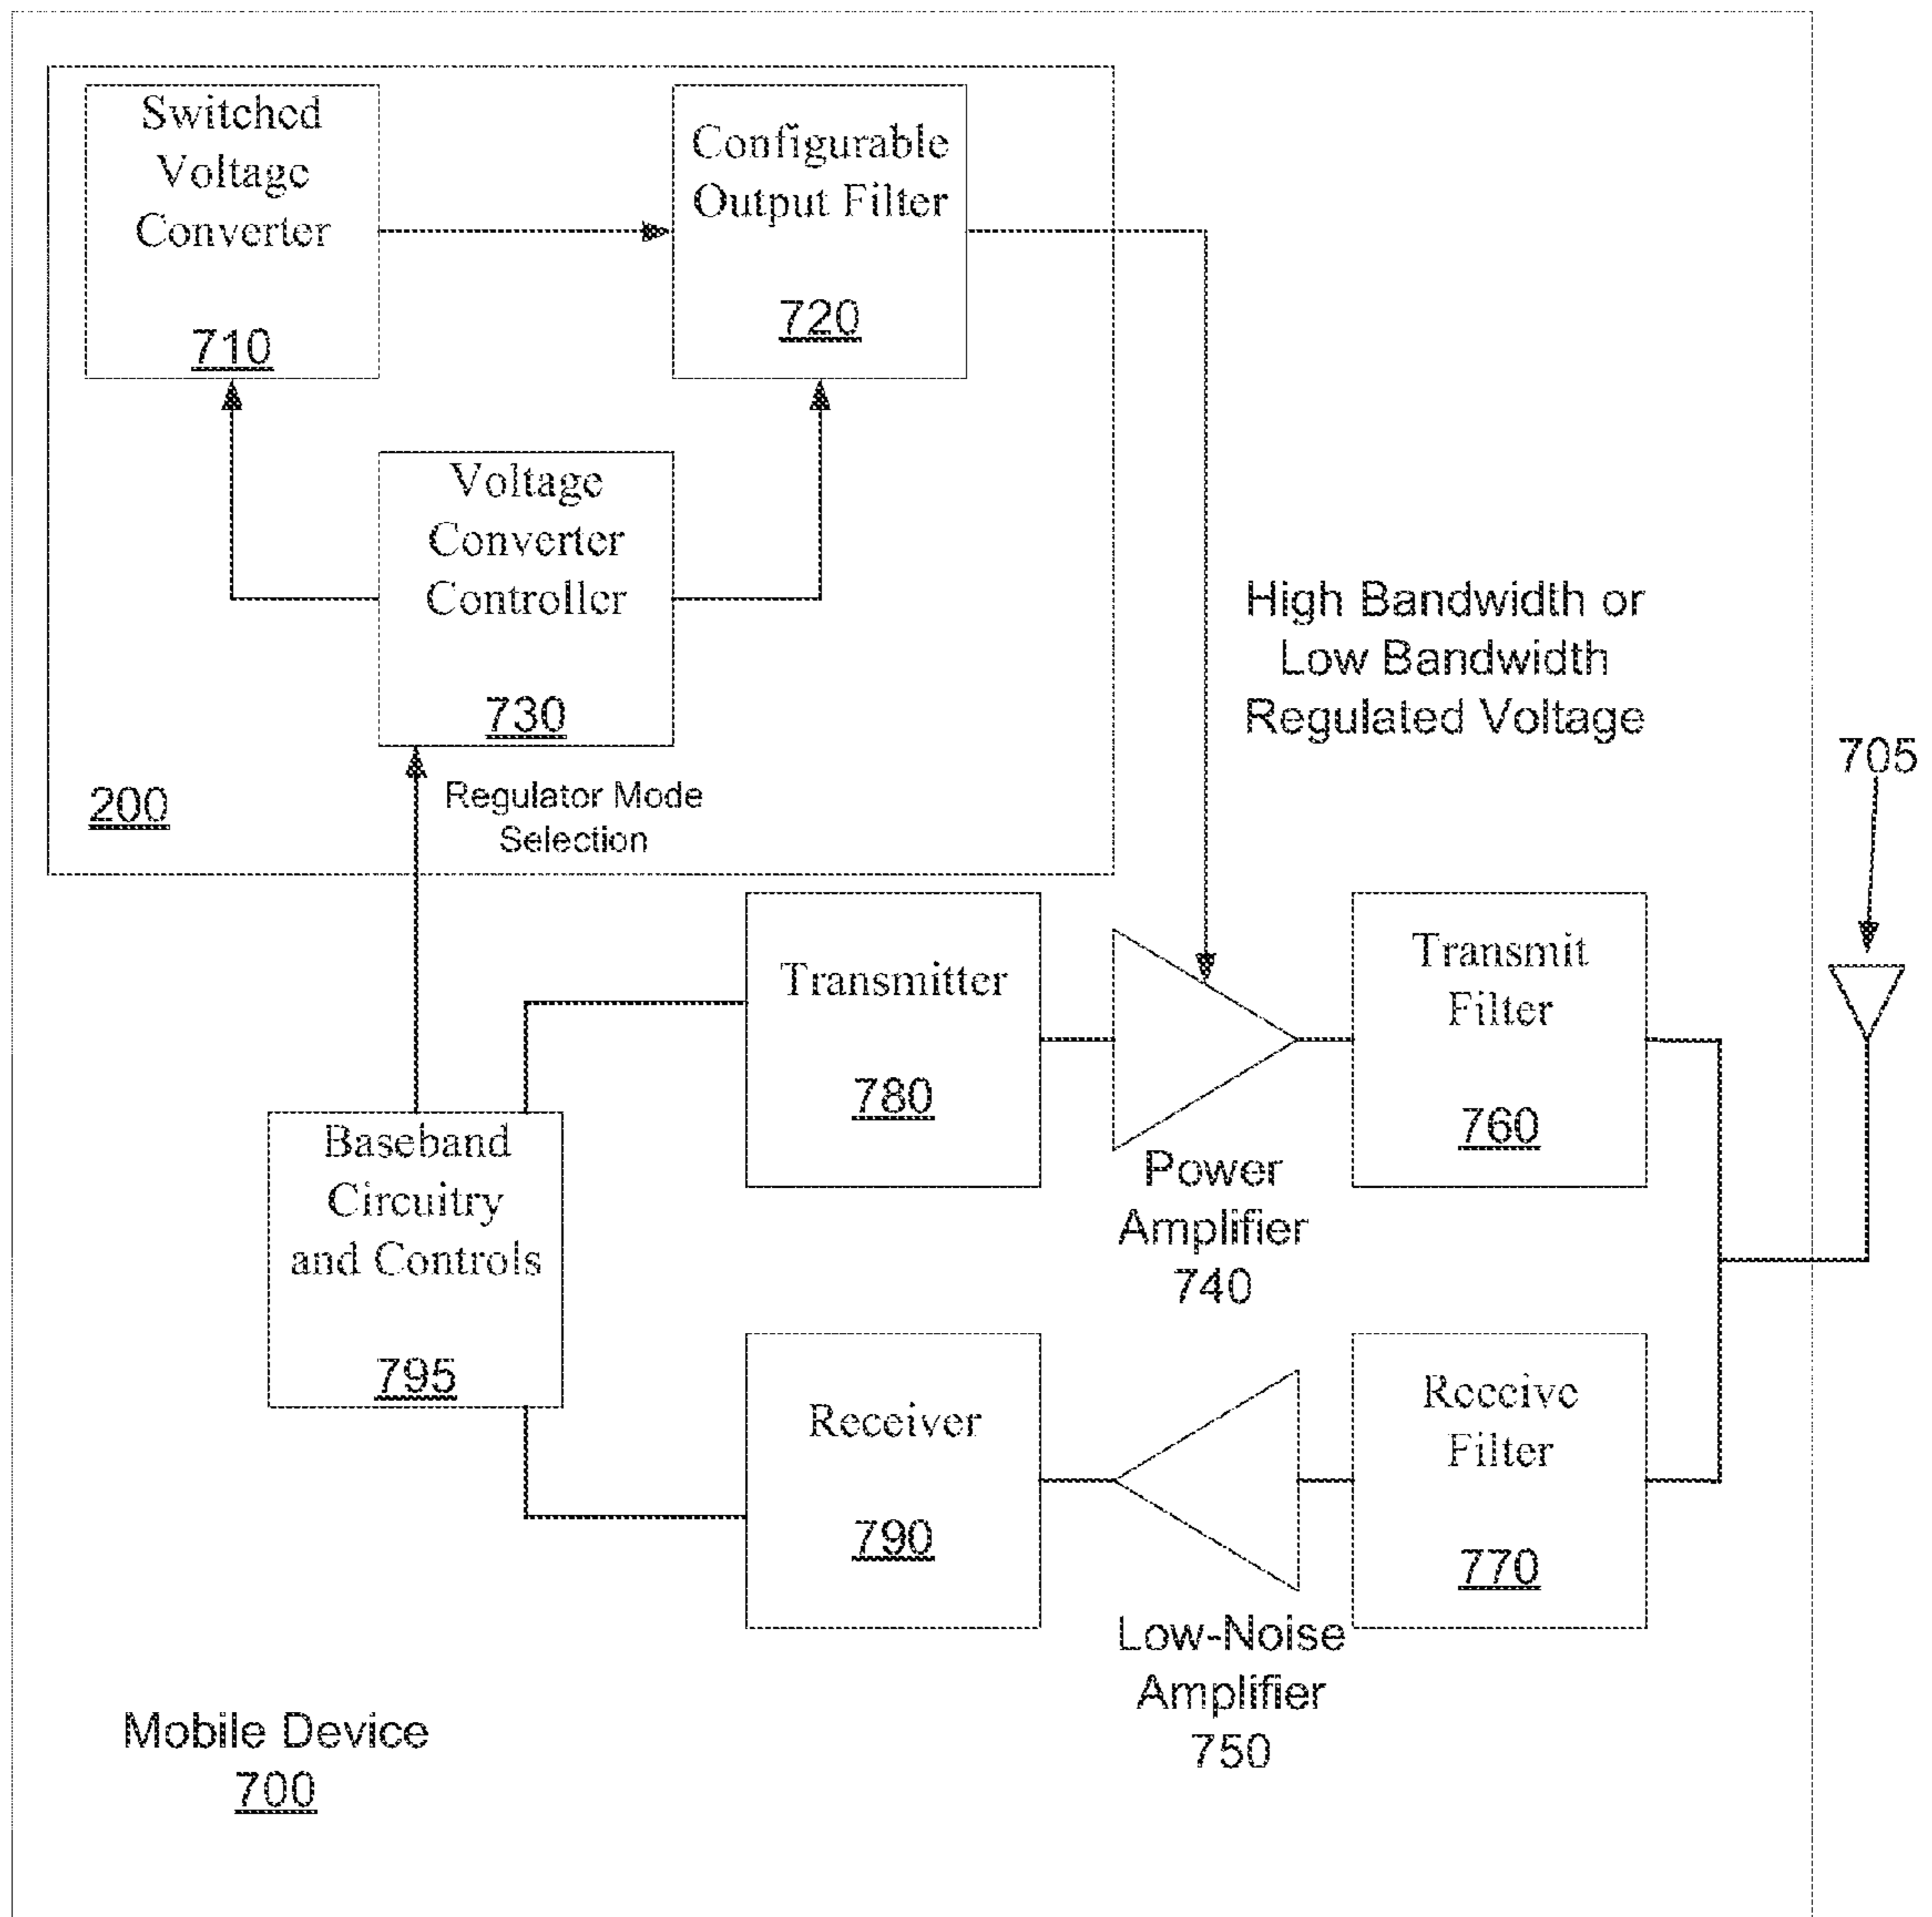 Switched
Voltage
Converter
710
Configurable
Output Filter
720
Voltage
Converter
Controller
730
High Bandwidth or
Low Bandwidth
Regulated Voltage
705
200
Regulator Mode
Selection
Transmitter
780
Transmit
Filter
760
Power
Amplifier
740
Baseband
Circuitry
and Controls
795
Receiver
790
Receive
Filter
770
Low-Noise
Amplifier
750
Mobile Device
700